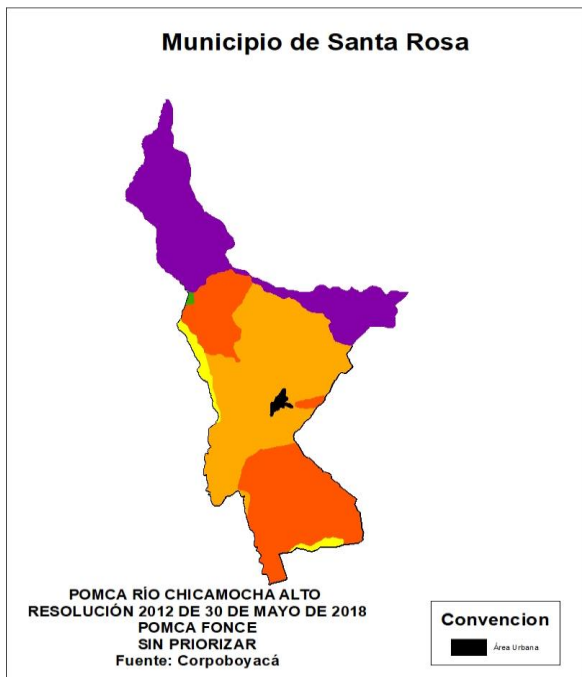 Municipio de Santa Rosa
POMCA RÍO CHICAMOCHA ALTO
RESOLUCIÓN 2012 DE 30 DE MAYO DE 2018
POMCA FONCE
SIN PRIORIZAR
Fuente: Corpoboyacá
Convencion
Área Urbana